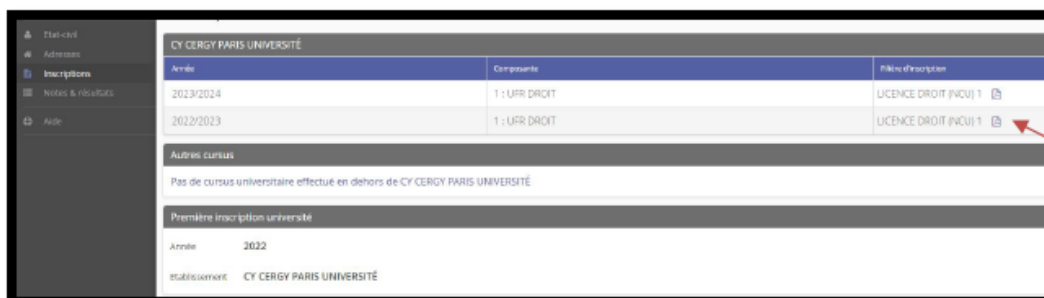 Etat-civil
Adresses
Inscriptions
Notes & résultats
Aide
CY CERGY PARIS UNIVERSITÉ
Année Composante Filière d'inscription
2023/2024 1 : UFR DROIT LICENCE DROIT (NCU) 1
2022/2023 1 : UFR DROIT LICENCE DROIT (NCU) 1
Autres cursus
Pas de cursus universitaire effectué en dehors de CY CERGY PARIS UNIVERSITÉ
Première inscription université
Année 2022
Etablissement CY CERGY PARIS UNIVERSITÉ